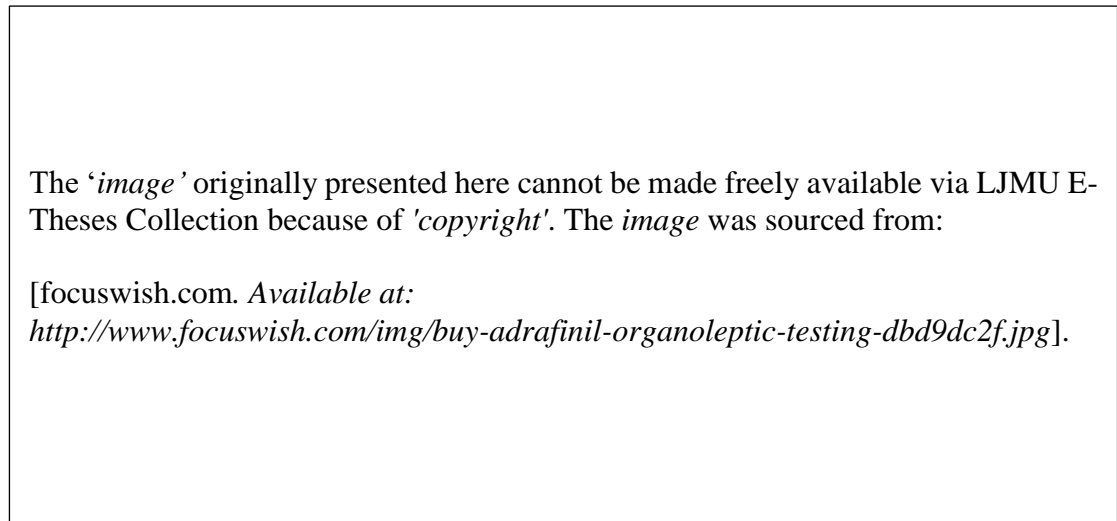 The ‘image’ originally presented here cannot be made freely available via LJMU E-
Theses Collection because of 'copyright'. The image was sourced from:
[focuswish.com. Available at:
http://www.focuswish.com/img/buy-adrafinil-organoleptic-testing-dbd9dc2f.jpg].